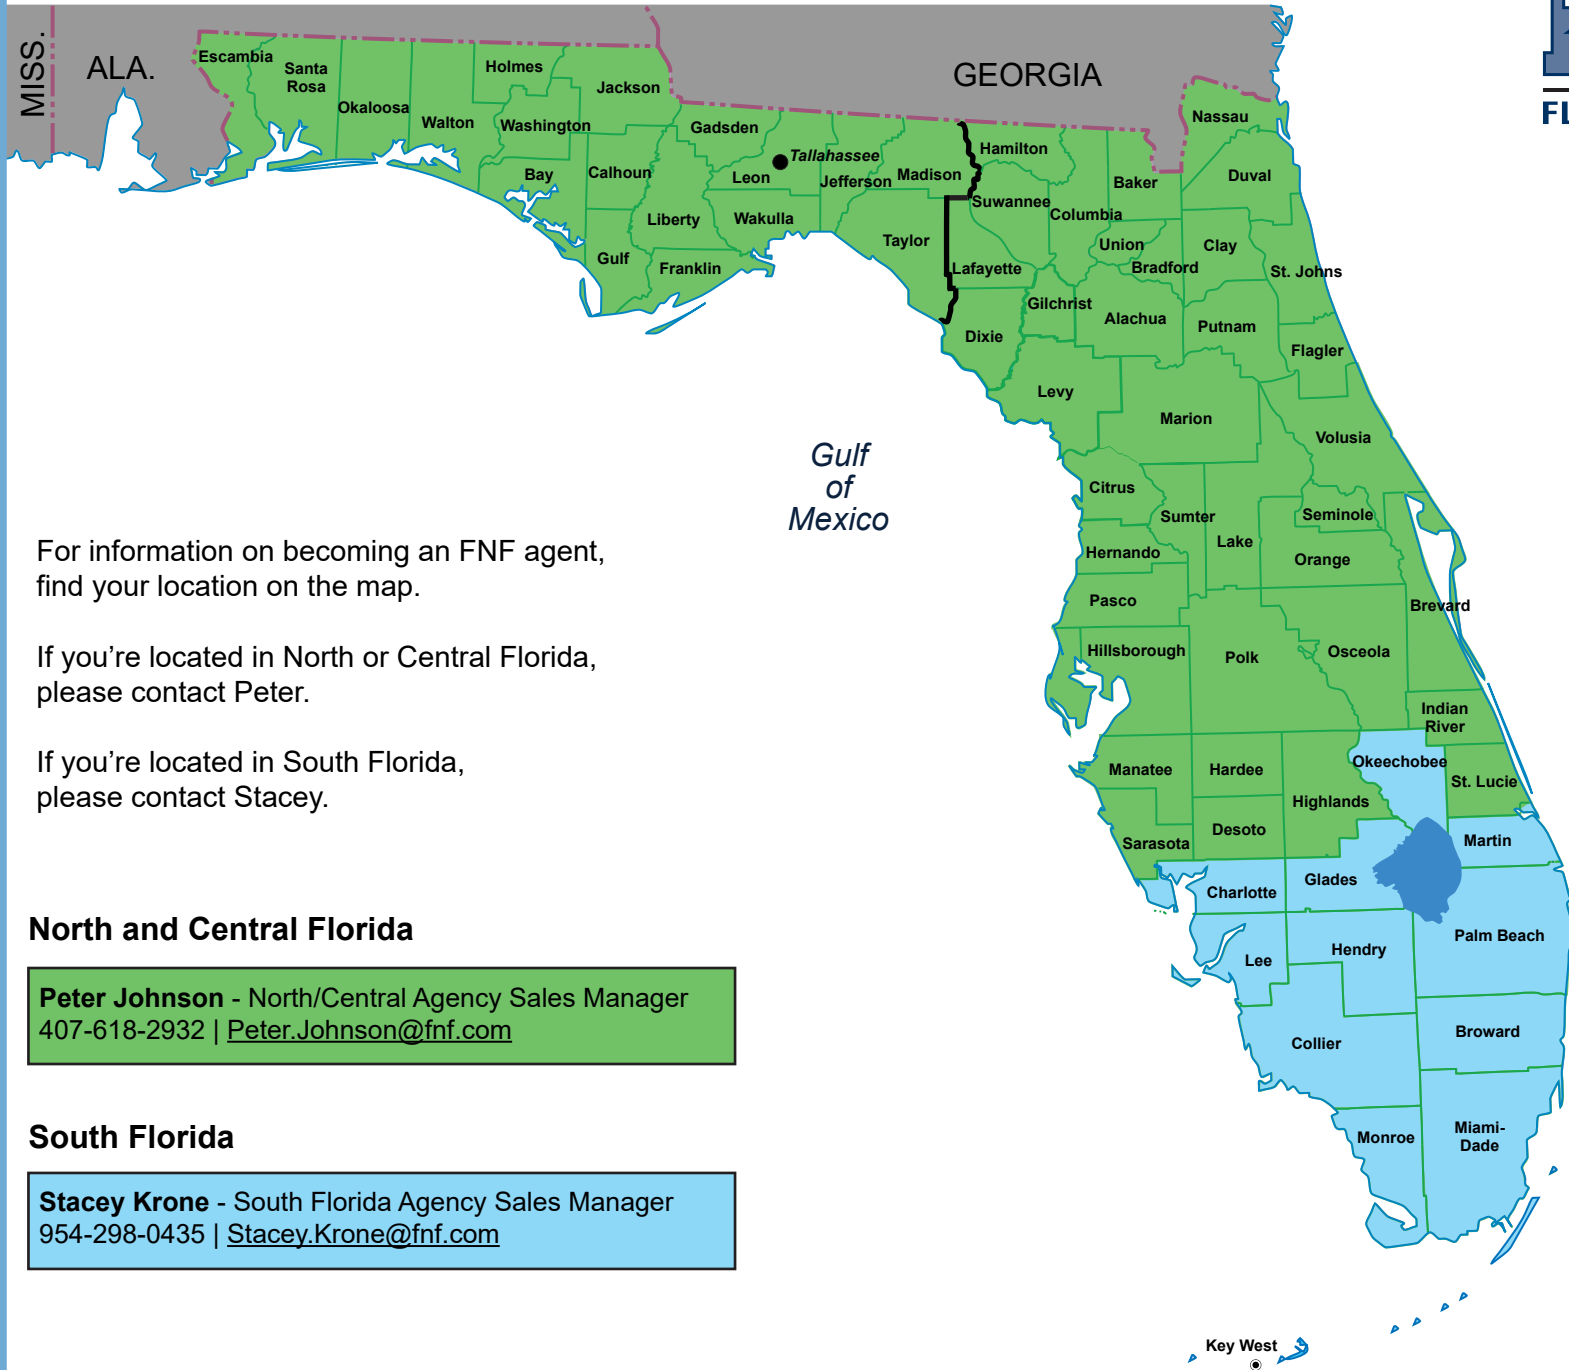 MISS.
ALA.
GEORGIA
FL
Escambia
Santa
Rosa
Okaloosa
Walton
Holmes
Washington
Jackson
Bay
Calhoun
Gulf
Gadsden
Tallahassee
Leon
Liberty
Wakulla
Franklin
Jefferson
Madison
Taylor
Hamilton
Suwannee
Columbia
Lafayette
Baker
Nassau
Duval
Union
Bradford
Clay
St. Johns
Gilchrist
Alachua
Putnam
Dixie
Flagler
Levy
Marion
Volusia
Gulf
of
Mexico
Citrus
Sumter
Lake
Seminole
Hernando
Orange
Pasco
Brevard
Hillsborough
Polk
Osceola
Indian
River
Manatee
Hardee
Okeechobee
St. Lucie
Highlands
Sarasota
Desoto
Martin
Charlotte
Glades
Lee
Hendry
Palm Beach
Collier
Broward
Monroe
Miami-
Dade
Key West
For information on becoming an FNF agent,
find your location on the map.
If you’re located in North or Central Florida,
please contact Peter.
If you’re located in South Florida,
please contact Stacey.
North and Central Florida
Peter Johnson - North/Central Agency Sales Manager
407-618-2932 | Peter.Johnson@fnf.com
South Florida
Stacey Krone - South Florida Agency Sales Manager
954-298-0435 | Stacey.Krone@fnf.com